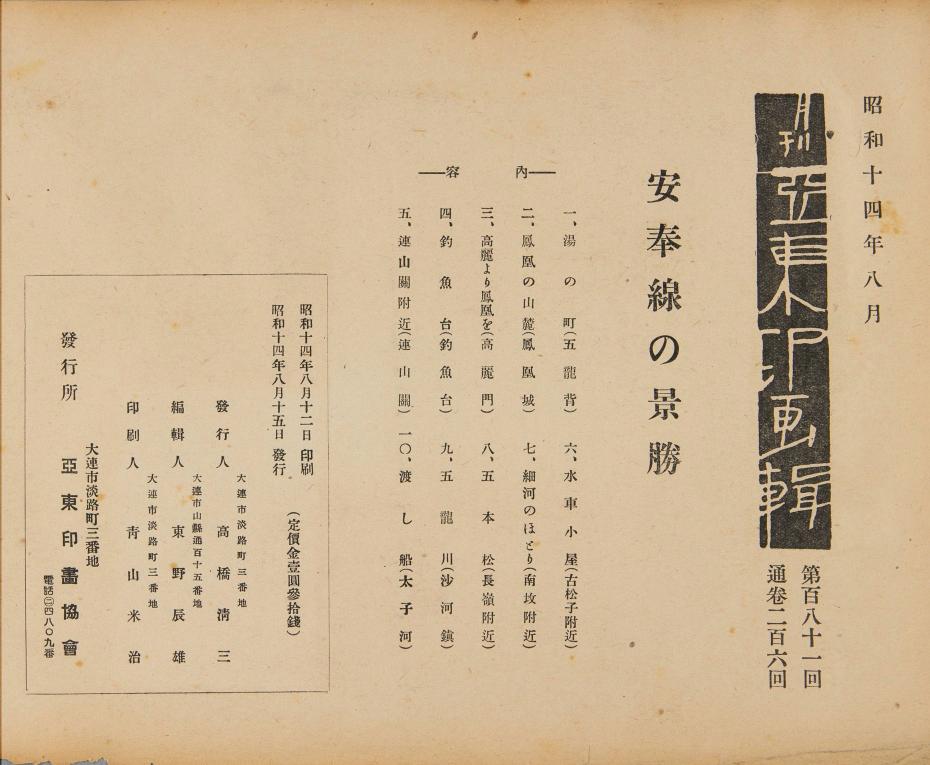 昭和十四年八月
月刊 亞東印画輯
第百八十一回
通卷二百六回
安奉線の景勝
――內容――
一、湯の町(五龍背)
二、鳳凰の山麓(鳳凰城)
三、高麗より鳳凰を(高麗門)
四、釣魚台(釣魚台)
五、連山關附近(連山關)
六、水車小屋(古松子附近)
七、細河のほとり(南坟附近)
八、五本松(長嶺附近)
九、五龍川(沙河鎮)
一〇、渡し船(太子河)
昭和十四年八月十二日印刷
昭和十四年八月十五日發行
(定價金壹圓參拾錢)
大連市淡路町三番地
發行人 高橋淸三
大連市山縣通百十五番地
編輯人 東野辰雄
大連市淡路町三番地
印刷人 靑山米治
大連市淡路町三番地
發行所 亞東印畫協會
電話②四八〇九番